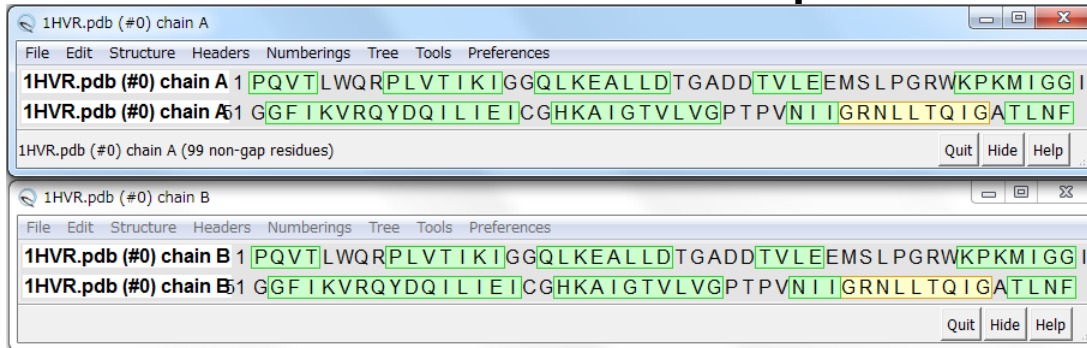 1HVR.pdb (#0) chain A
File Edit Structure Headers Numberings Tree Tools Preferences
1HVR.pdb (#0) chain A 1 PQVTLWQRPLVTIKIGGQLKEALLDTGADDTVLEEMSLPGRWKPKMIGGI
1HVR.pdb (#0) chain A 51 GGFIKVRQYDQILIEICGHKAIGTVLVGPTPVNIIGRNLLTQIGATLNF
1HVR.pdb (#0) chain A (99 non-gap residues)
Quit Hide Help
1HVR.pdb (#0) chain B
File Edit Structure Headers Numberings Tree Tools Preferences
1HVR.pdb (#0) chain B 1 PQVTLWQRPLVTIKIGGQLKEALLDTGADDTVLEEMSLPGRWKPKMIGGI
1HVR.pdb (#0) chain B 51 GGFIKVRQYDQILIEICGHKAIGTVLVGPTPVNIIGRNLLTQIGATLNF
Quit Hide Help